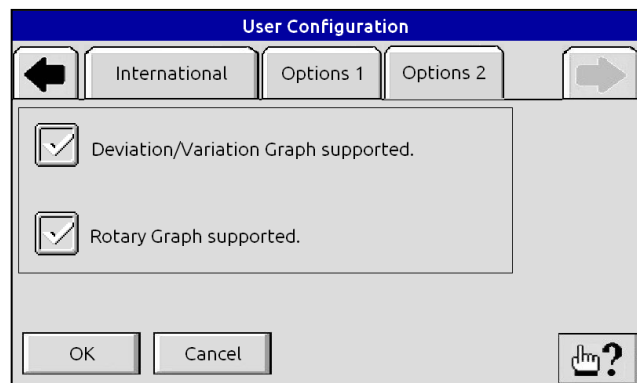 User Configuration
International Options 1 Options 2
Deviation/Variation Graph supported.
Rotary Graph supported.
OK Cancel ?